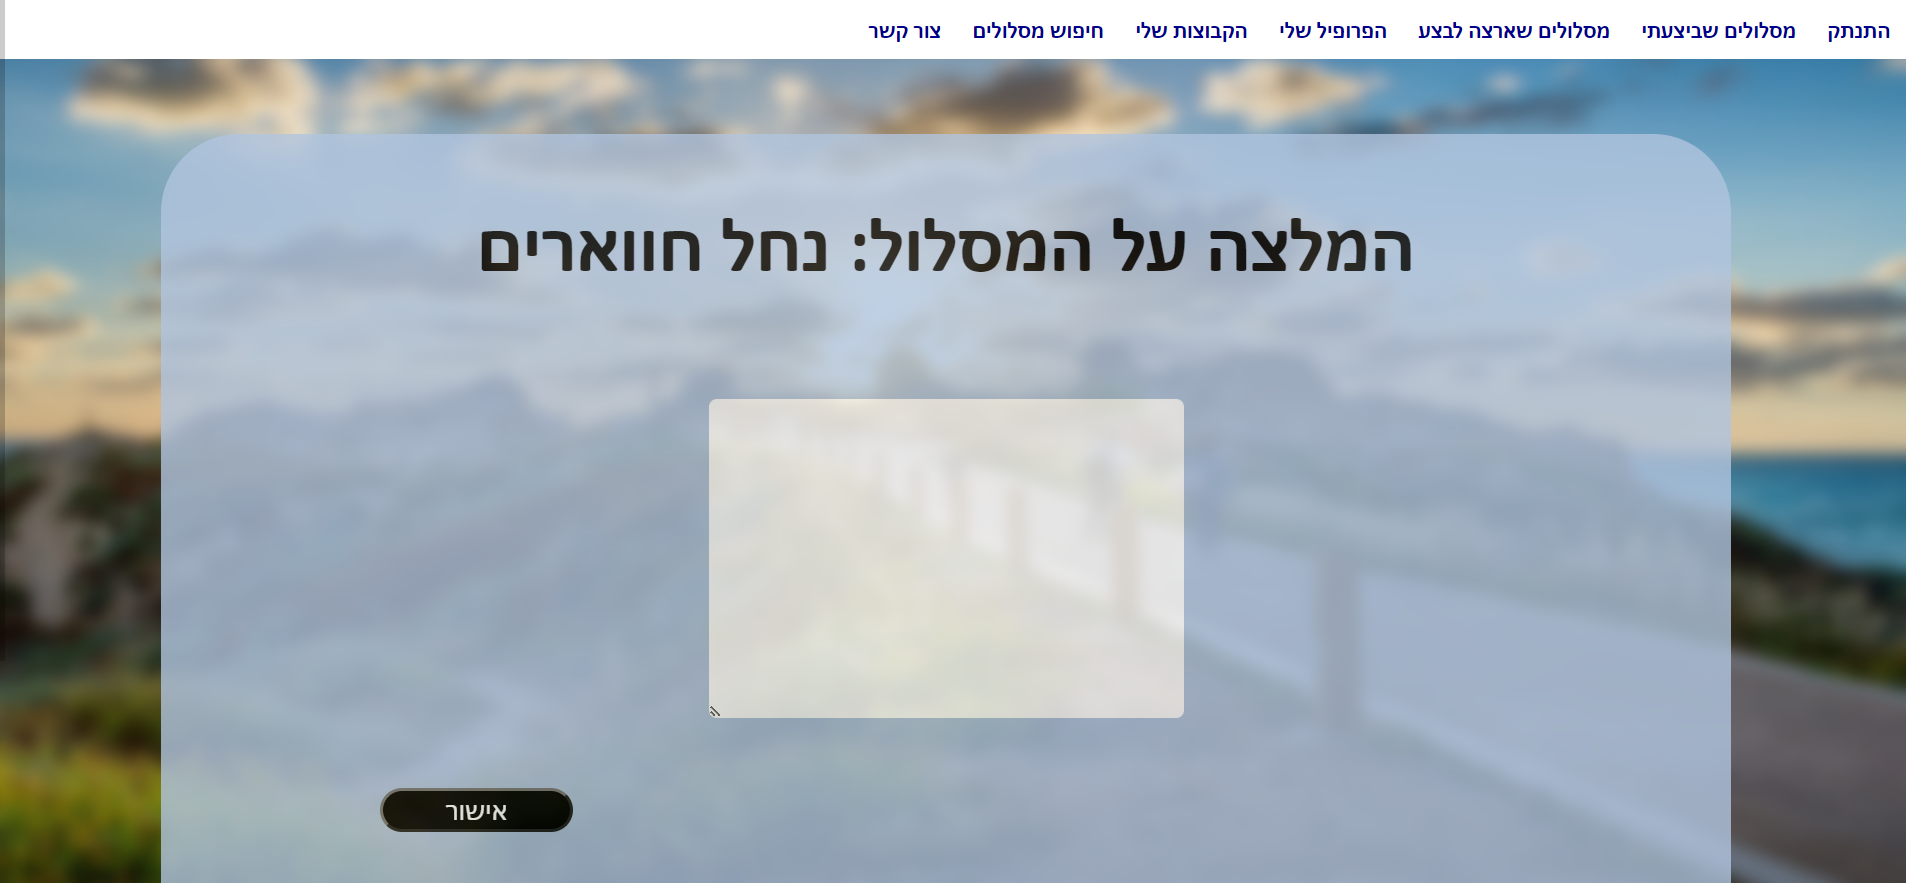 התנתק מסלולים שביצעתי מסלולים שארצה לבצע הפרופיל שלי הקבוצות שלי חיפוש מסלולים צור קשר
המלצה על המסלול: נחל חווארים
אישור